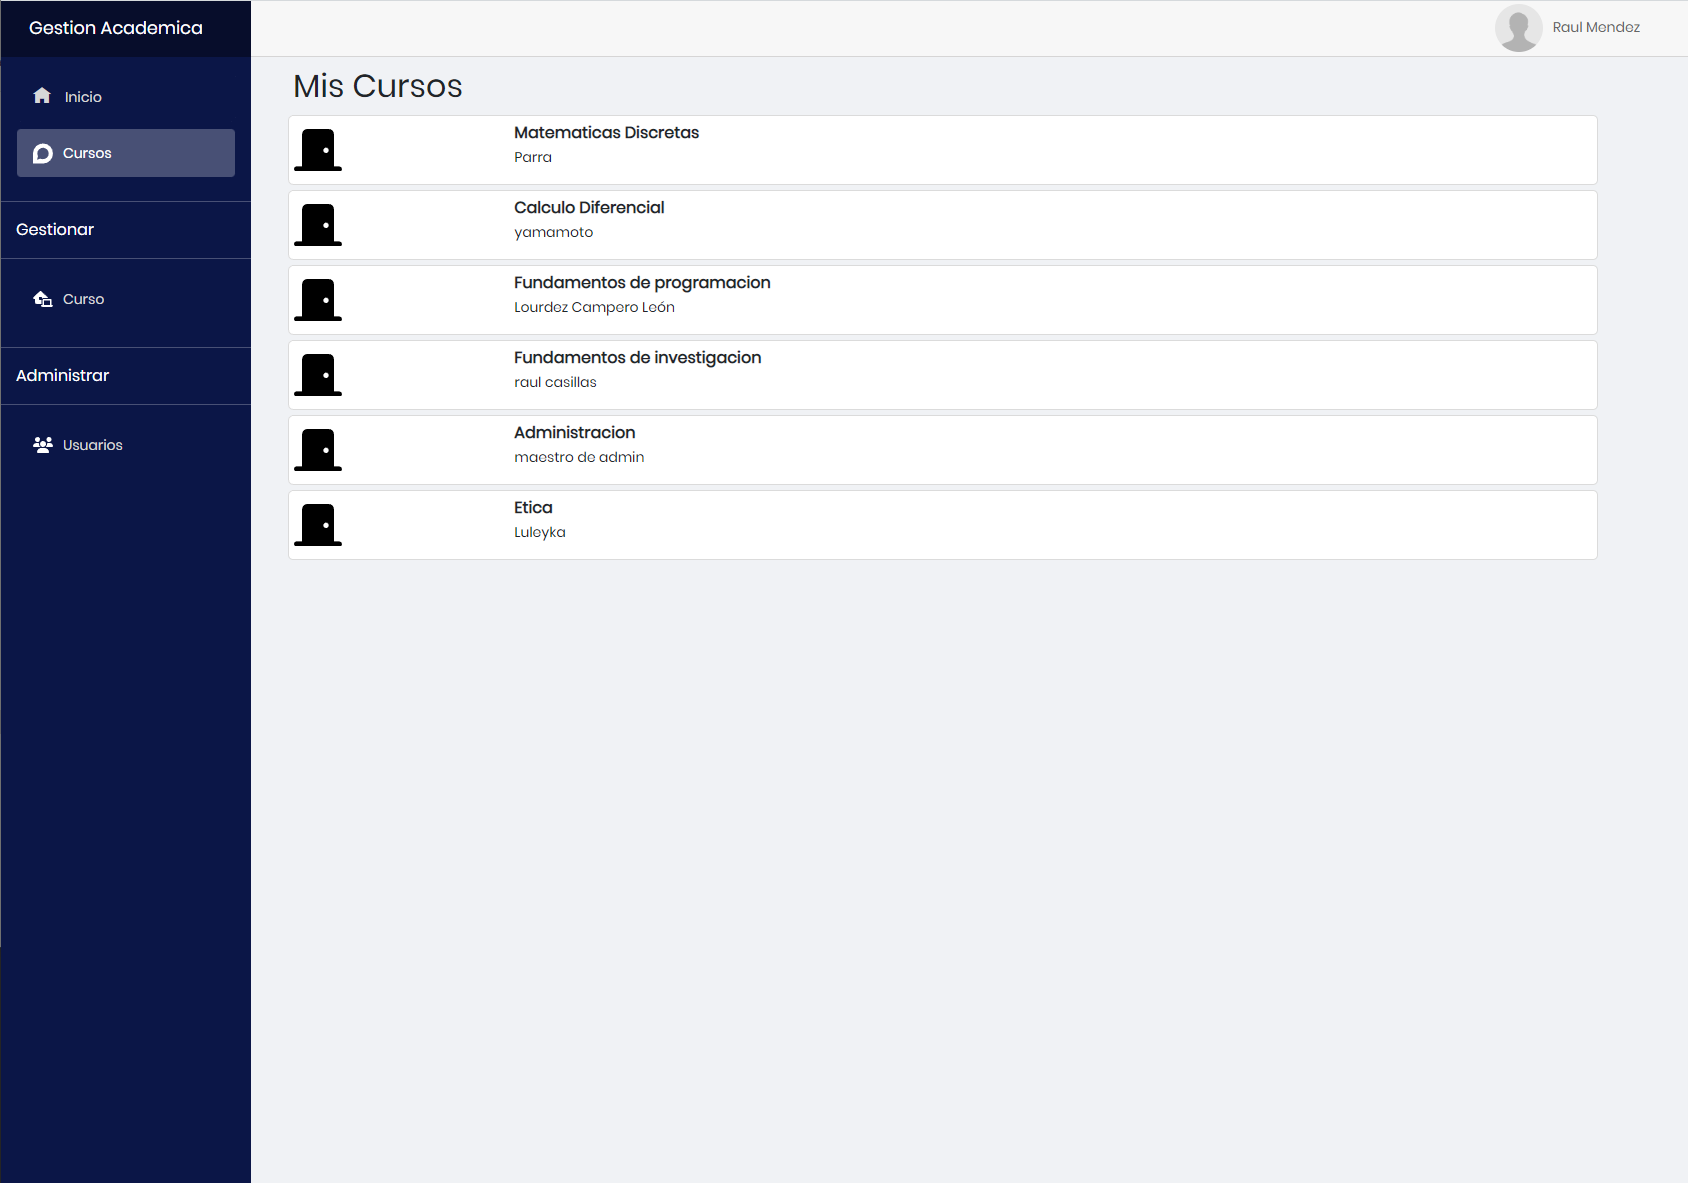 Gestion Academica
Raul Mendez
Inicio
Cursos
Gestionar
Curso
Administrar
Usuarios
Mis Cursos
Matematicas Discretas
Parra
Calculo Diferencial
yamamoto
Fundamentos de programacion
Lourdez Campero León
Fundamentos de investigacion
raul casillas
Administracion
maestro de admin
Etica
Luleyka